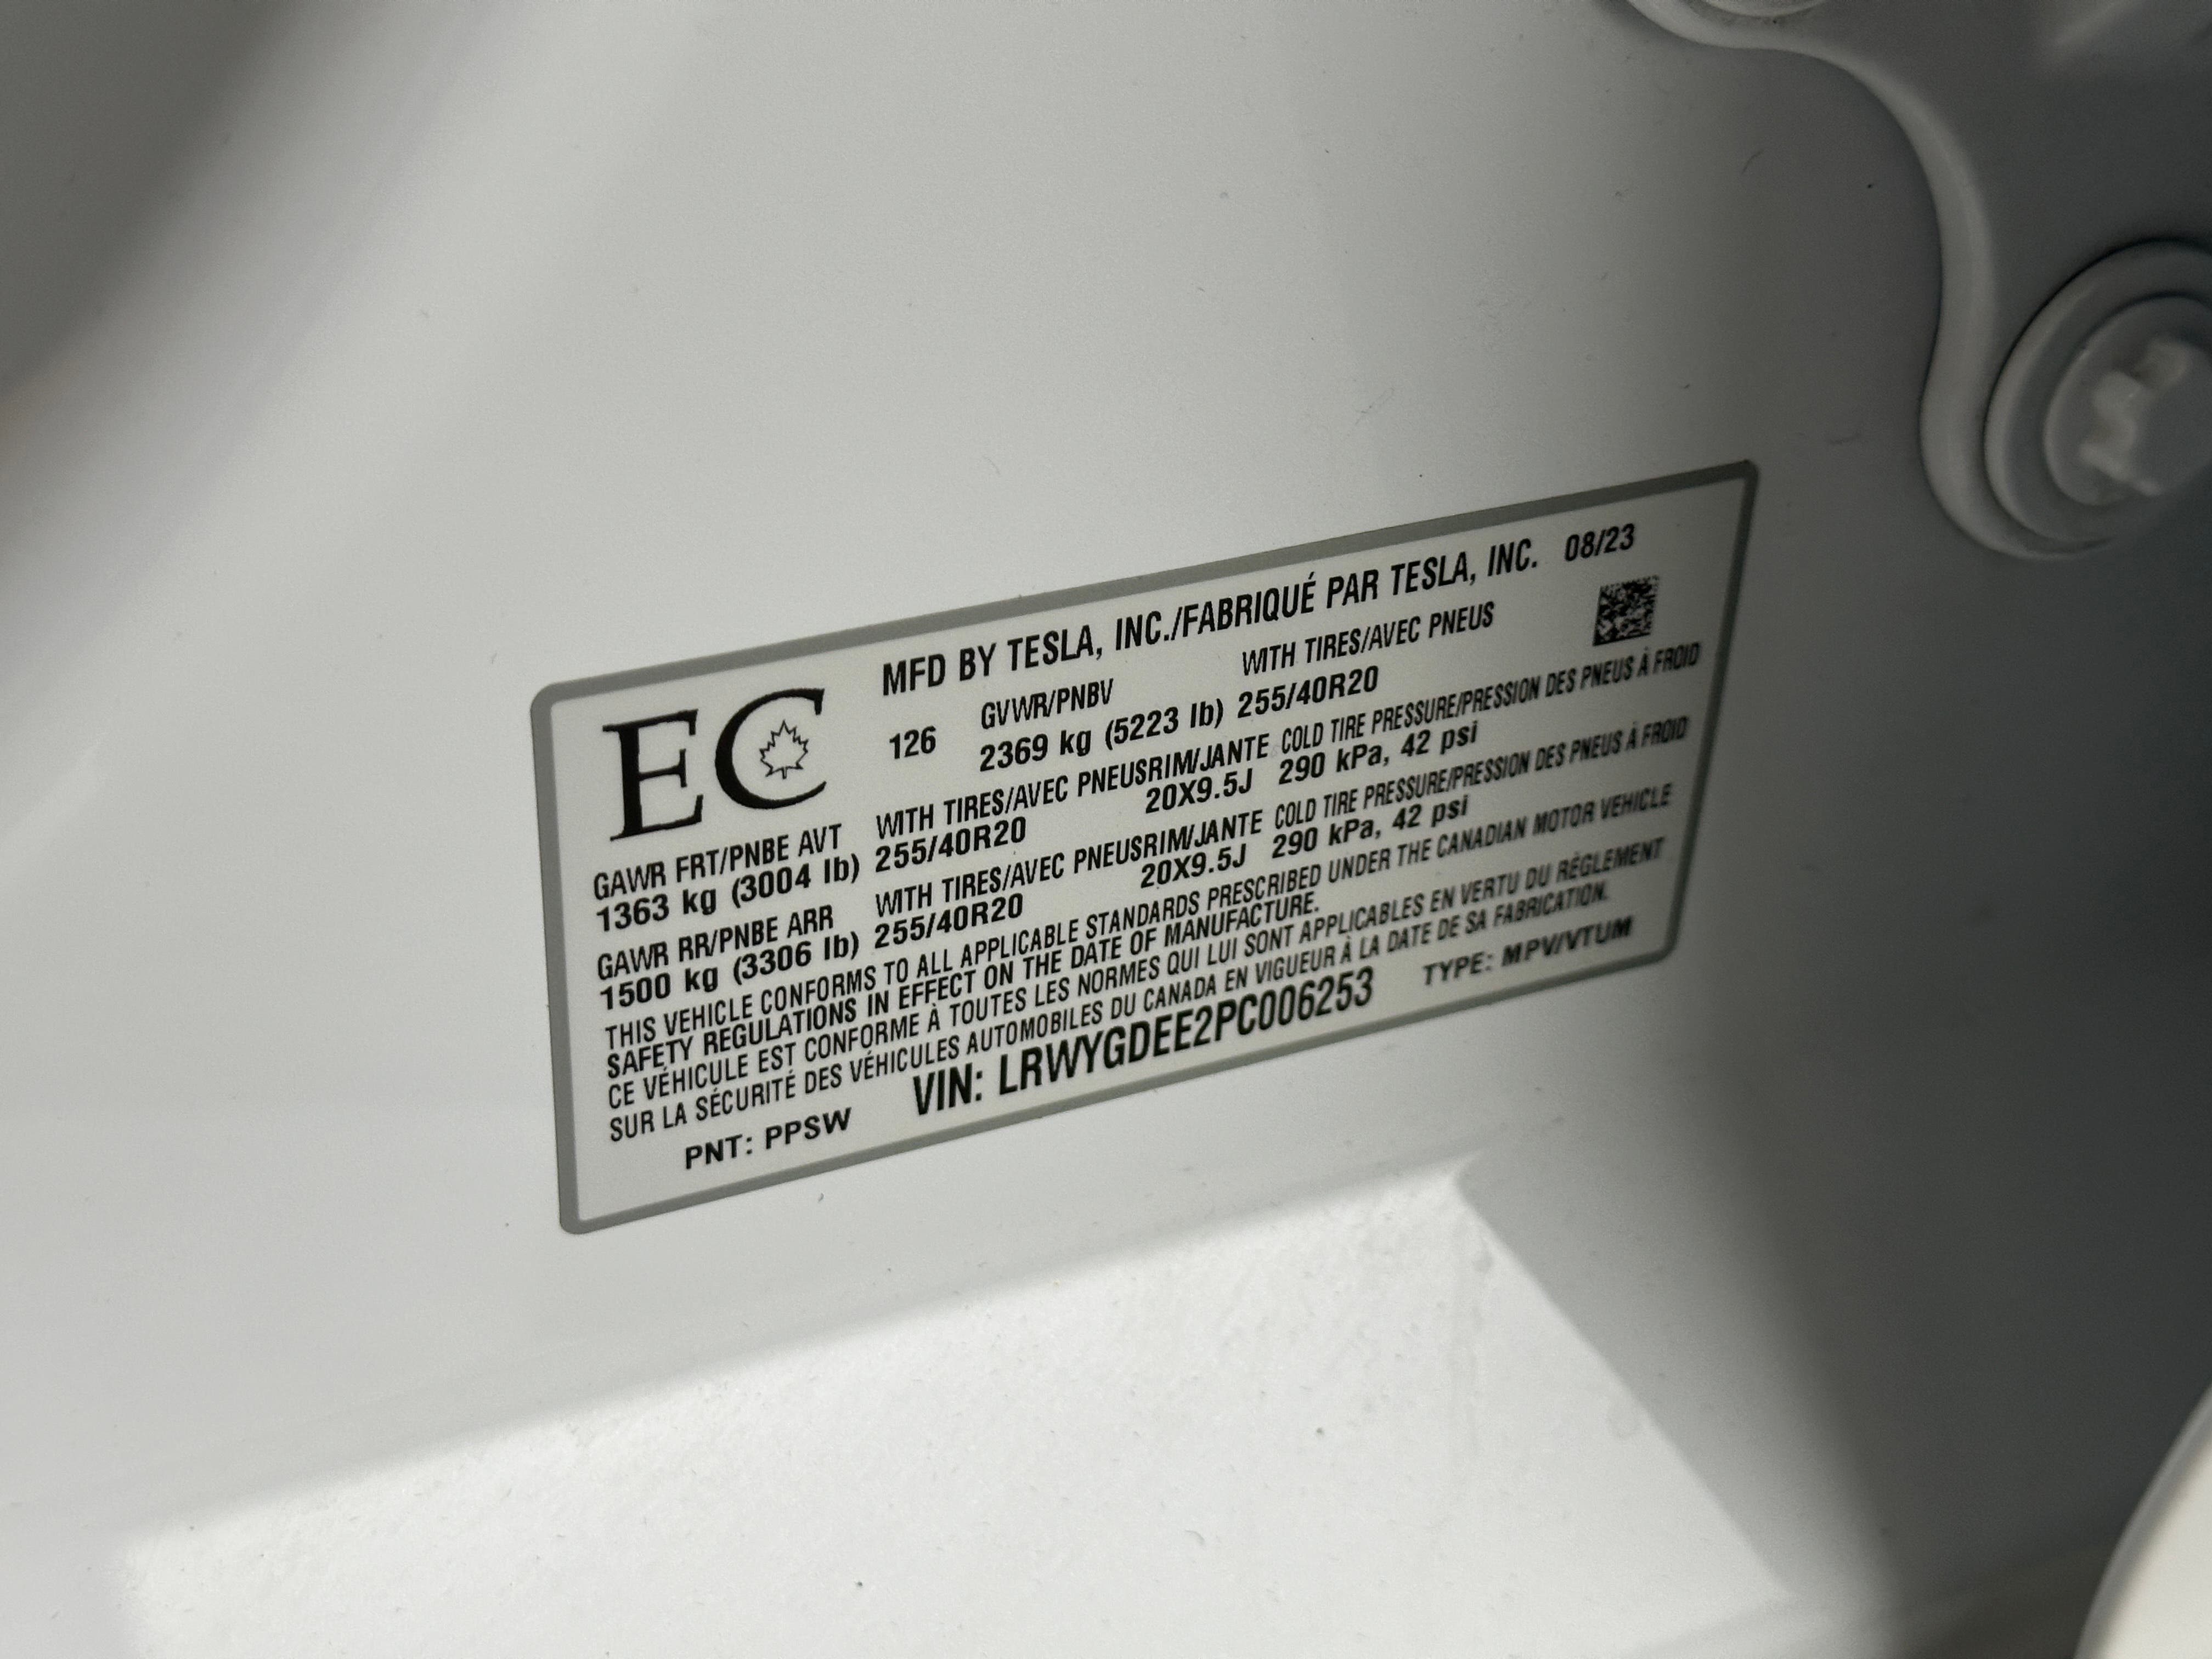 MFD BY TESLA, INC./FABRIQUÉ PAR TESLA, INC. 08/23
EC 126 GVWR/PNBV WITH TIRES/AVEC PNEUS
2369 kg (5223 lb) 255/40R20
GAWR FRT/PNBE AVT WITH TIRES/AVEC PNEUSRIM/JANTE COLD TIRE PRESSURE/PRESSION DES PNEUS À FROID
1363 kg (3004 lb) 255/40R20 20X9.5J 290 kPa, 42 psi
GAWR RR/PNBE ARR WITH TIRES/AVEC PNEUSRIM/JANTE COLD TIRE PRESSURE/PRESSION DES PNEUS À FROID
1500 kg (3306 lb) 255/40R20 20X9.5J 290 kPa, 42 psi
THIS VEHICLE CONFORMS TO ALL APPLICABLE STANDARDS PRESCRIBED UNDER THE CANADIAN MOTOR VEHICLE
SAFETY REGULATIONS IN EFFECT ON THE DATE OF MANUFACTURE.
CE VÉHICULE EST CONFORME À TOUTES LES NORMES QUI LUI SONT APPLICABLES EN VERTU DU RÈGLEMENT
SUR LA SÉCURITÉ DES VÉHICULES AUTOMOBILES DU CANADA EN VIGUEUR À LA DATE DE SA FABRICATION.
PNT: PPSW VIN: LRWYGDEE2PC006253 TYPE: MPV/VTUM